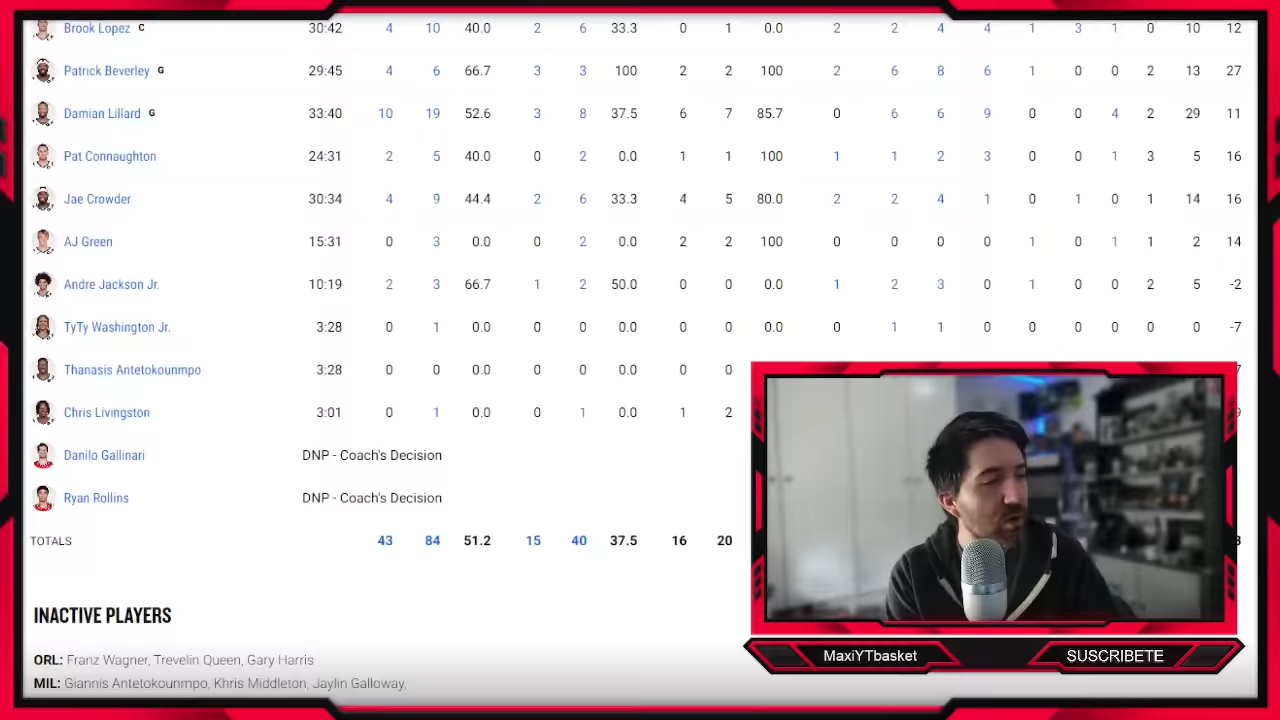 Brook Lopez C 30:42 4 10 40.0 2 6 33.3 0 1 0.0 2 2 4 4 1 3 1 0 10 12
Patrick Beverley G 29:45 4 6 66.7 3 3 100 2 2 100 2 6 8 6 1 0 0 2 13 27
Damian Lillard G 33:40 10 19 52.6 3 8 37.5 6 7 85.7 0 6 6 9 0 0 4 2 29 11
Pat Connaughton 24:31 2 5 40.0 0 2 0.0 1 1 100 1 1 2 3 0 0 1 3 5 16
Jae Crowder 30:34 4 9 44.4 2 6 33.3 4 5 80.0 2 2 4 1 0 1 0 1 14 16
AJ Green 15:31 0 3 0.0 0 2 0.0 2 2 100 0 0 0 0 1 0 1 1 2 14
Andre Jackson Jr. 10:19 2 3 66.7 1 2 50.0 0 0 0.0 1 2 3 0 1 0 0 2 5 -2
TyTy Washington Jr. 3:28 0 1 0.0 0 0 0.0 0 0 0.0 0 1 1 0 0 0 0 0 0 -7
Thanasis Antetokounmpo 3:28 0 0 0.0 0 0 0.0 0 0
Chris Livingston 3:01 0 1 0.0 0 1 0.0 1 2
Danilo Gallinari DNP - Coach's Decision
Ryan Rollins DNP - Coach's Decision
TOTALS 43 84 51.2 15 40 37.5 16 20
INACTIVE PLAYERS
ORL: Franz Wagner, Trevelin Queen, Gary Harris
MIL: Giannis Antetokounmpo, Khris Middleton, Jaylin Galloway,
MaxiYTbasket
SUSCRIBETE